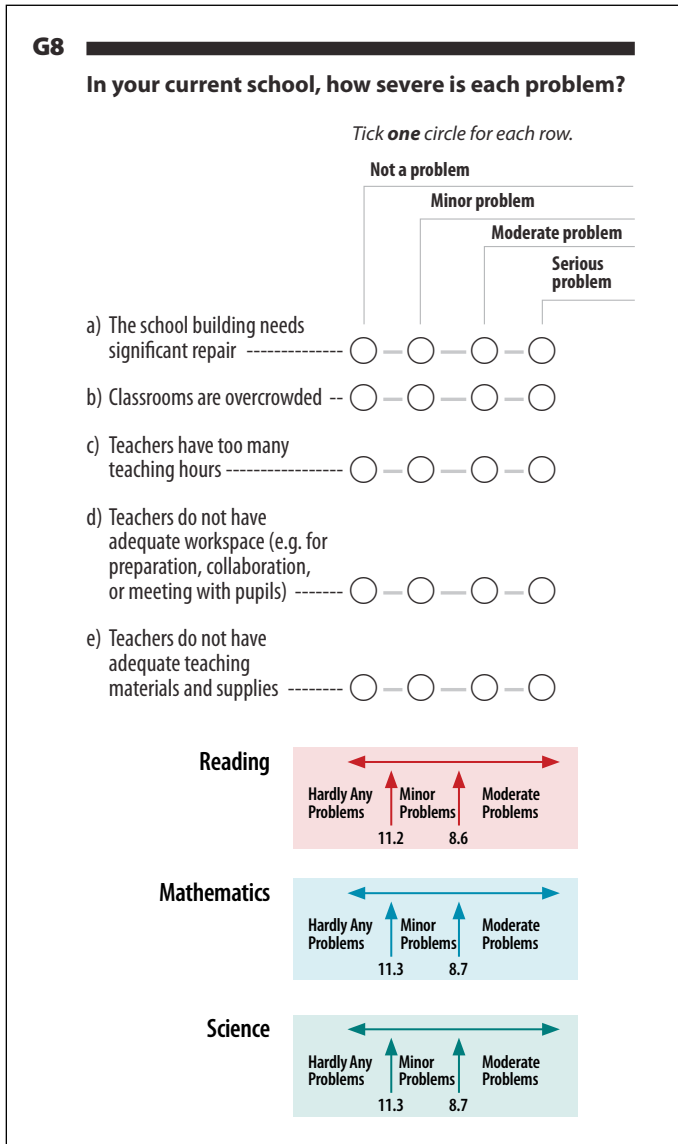 G8
In your current school, how severe is each problem?
Tick one circle for each row.
Not a problem
Minor problem
Moderate problem
Serious
problem
a) The school building needs
significant repair --------------
b) Classrooms are overcrowded --
c) Teachers have too many
teaching hours -----------------
d) Teachers do not have
adequate workspace (e.g. for
preparation, collaboration,
or meeting with pupils) -------
e) Teachers do not have
adequate teaching
materials and supplies --------
Reading
Hardly Any Minor Moderate
Problems Problems Problems
11.2 8.6
Mathematics
Hardly Any Minor Moderate
Problems Problems Problems
11.3 8.7
Science
Hardly Any Minor Moderate
Problems Problems Problems
11.3 8.7